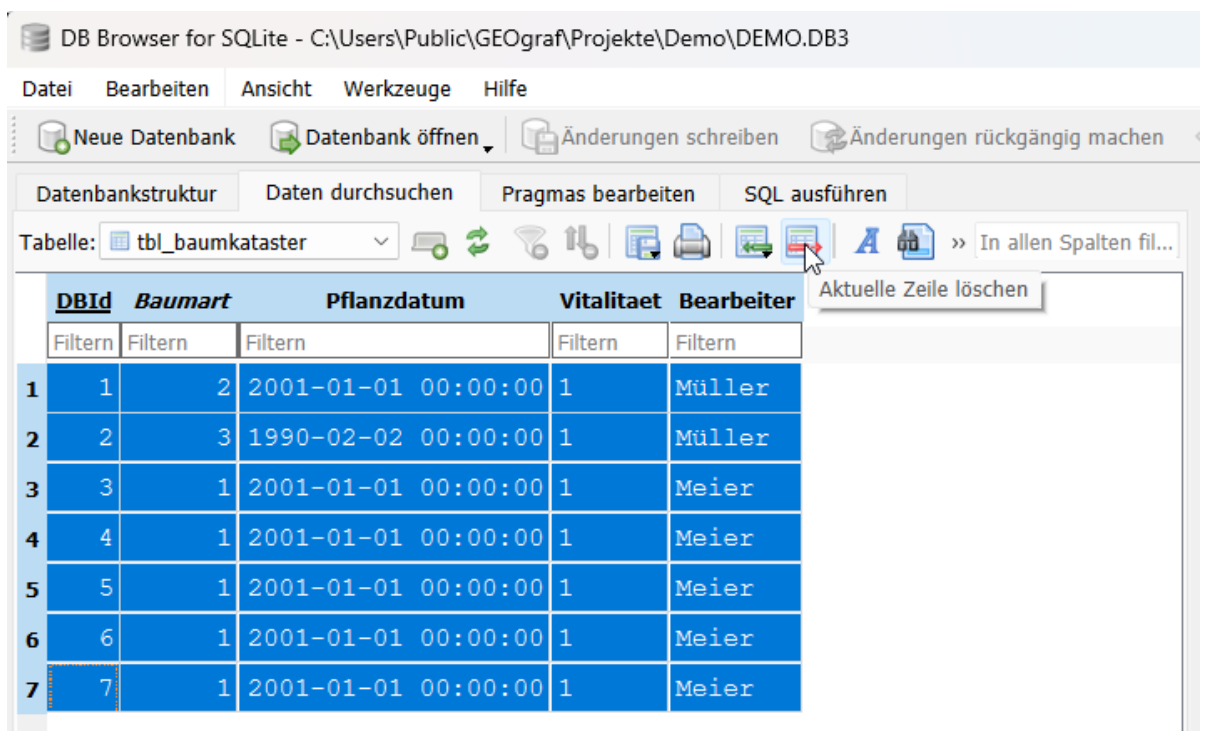 DB Browser for SQLite - C:\Users\Public\GEOgraf\Projekte\Demo\DEMO.DB3
Datei Bearbeiten Ansicht Werkzeuge Hilfe
Neue Datenbank Datenbank öffnen Änderungen schreiben Änderungen rückgängig machen
Datenbankstruktur Daten durchsuchen Pragmas bearbeiten SQL ausführen
Tabelle: tbl_baumkataster A » In allen Spalten fil...
Aktuelle Zeile löschen
DBId Baumart Pflanzdatum Vitalitaet Bearbeiter
Filtern Filtern Filtern Filtern Filtern
1 1 2 2001-01-01 00:00:00 1 Müller
2 2 3 1990-02-02 00:00:00 1 Müller
3 3 1 2001-01-01 00:00:00 1 Meier
4 4 1 2001-01-01 00:00:00 1 Meier
5 5 1 2001-01-01 00:00:00 1 Meier
6 6 1 2001-01-01 00:00:00 1 Meier
7 7 1 2001-01-01 00:00:00 1 Meier